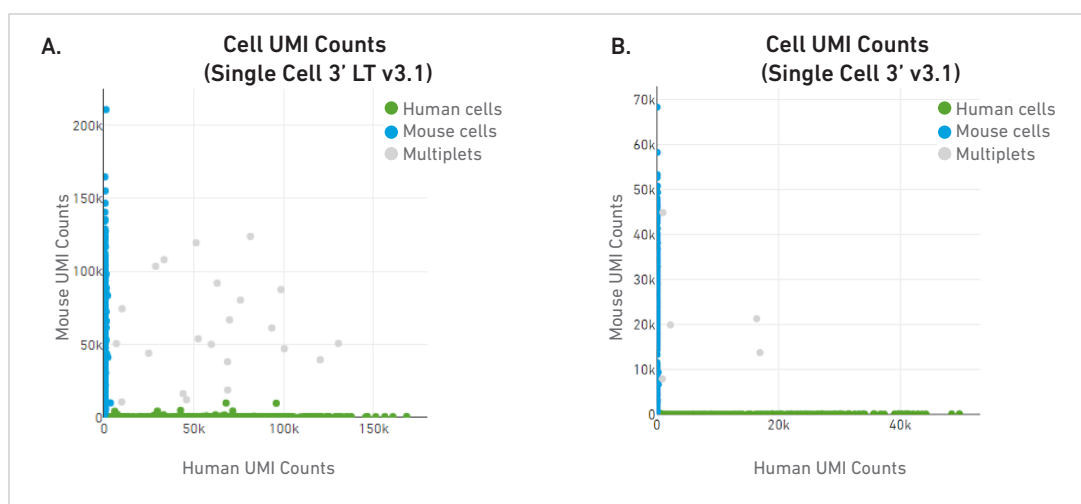 A.
Cell UMI Counts
(Single Cell 3’ LT v3.1)
200k
150k
100k
50k
0
0
50k
100k
150k
Mouse UMI Counts
Human UMI Counts
Human cells
Mouse cells
Multiplets
B.
Cell UMI Counts
(Single Cell 3’ v3.1)
70k
60k
50k
40k
30k
20k
10k
0
0
20k
40k
Mouse UMI Counts
Human UMI Counts
Human cells
Mouse cells
Multiplets